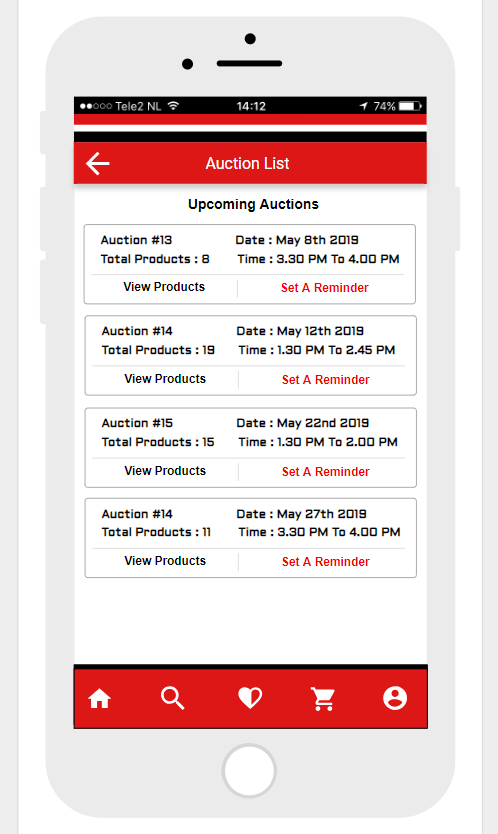 Tele2 NL 14:12 74%
Auction List
Upcoming Auctions
Auction #13 Date : May 8th 2019
Total Products : 8 Time : 3.30 PM To 4.00 PM
View Products Set A Reminder
Auction #14 Date : May 12th 2019
Total Products : 19 Time : 1.30 PM To 2.45 PM
View Products Set A Reminder
Auction #15 Date : May 22nd 2019
Total Products : 15 Time : 1.30 PM To 2.00 PM
View Products Set A Reminder
Auction #14 Date : May 27th 2019
Total Products : 11 Time : 3.30 PM To 4.00 PM
View Products Set A Reminder